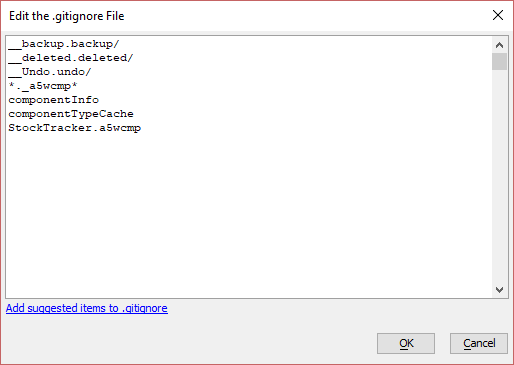 Edit the .gitignore File
__backup.backup/
__deleted.deleted/
__Undo.undo/
*._a5wcmp*
componentInfo
componentTypeCache
StockTracker.a5wcmp
Add suggested items to .gitignore
OK
Cancel